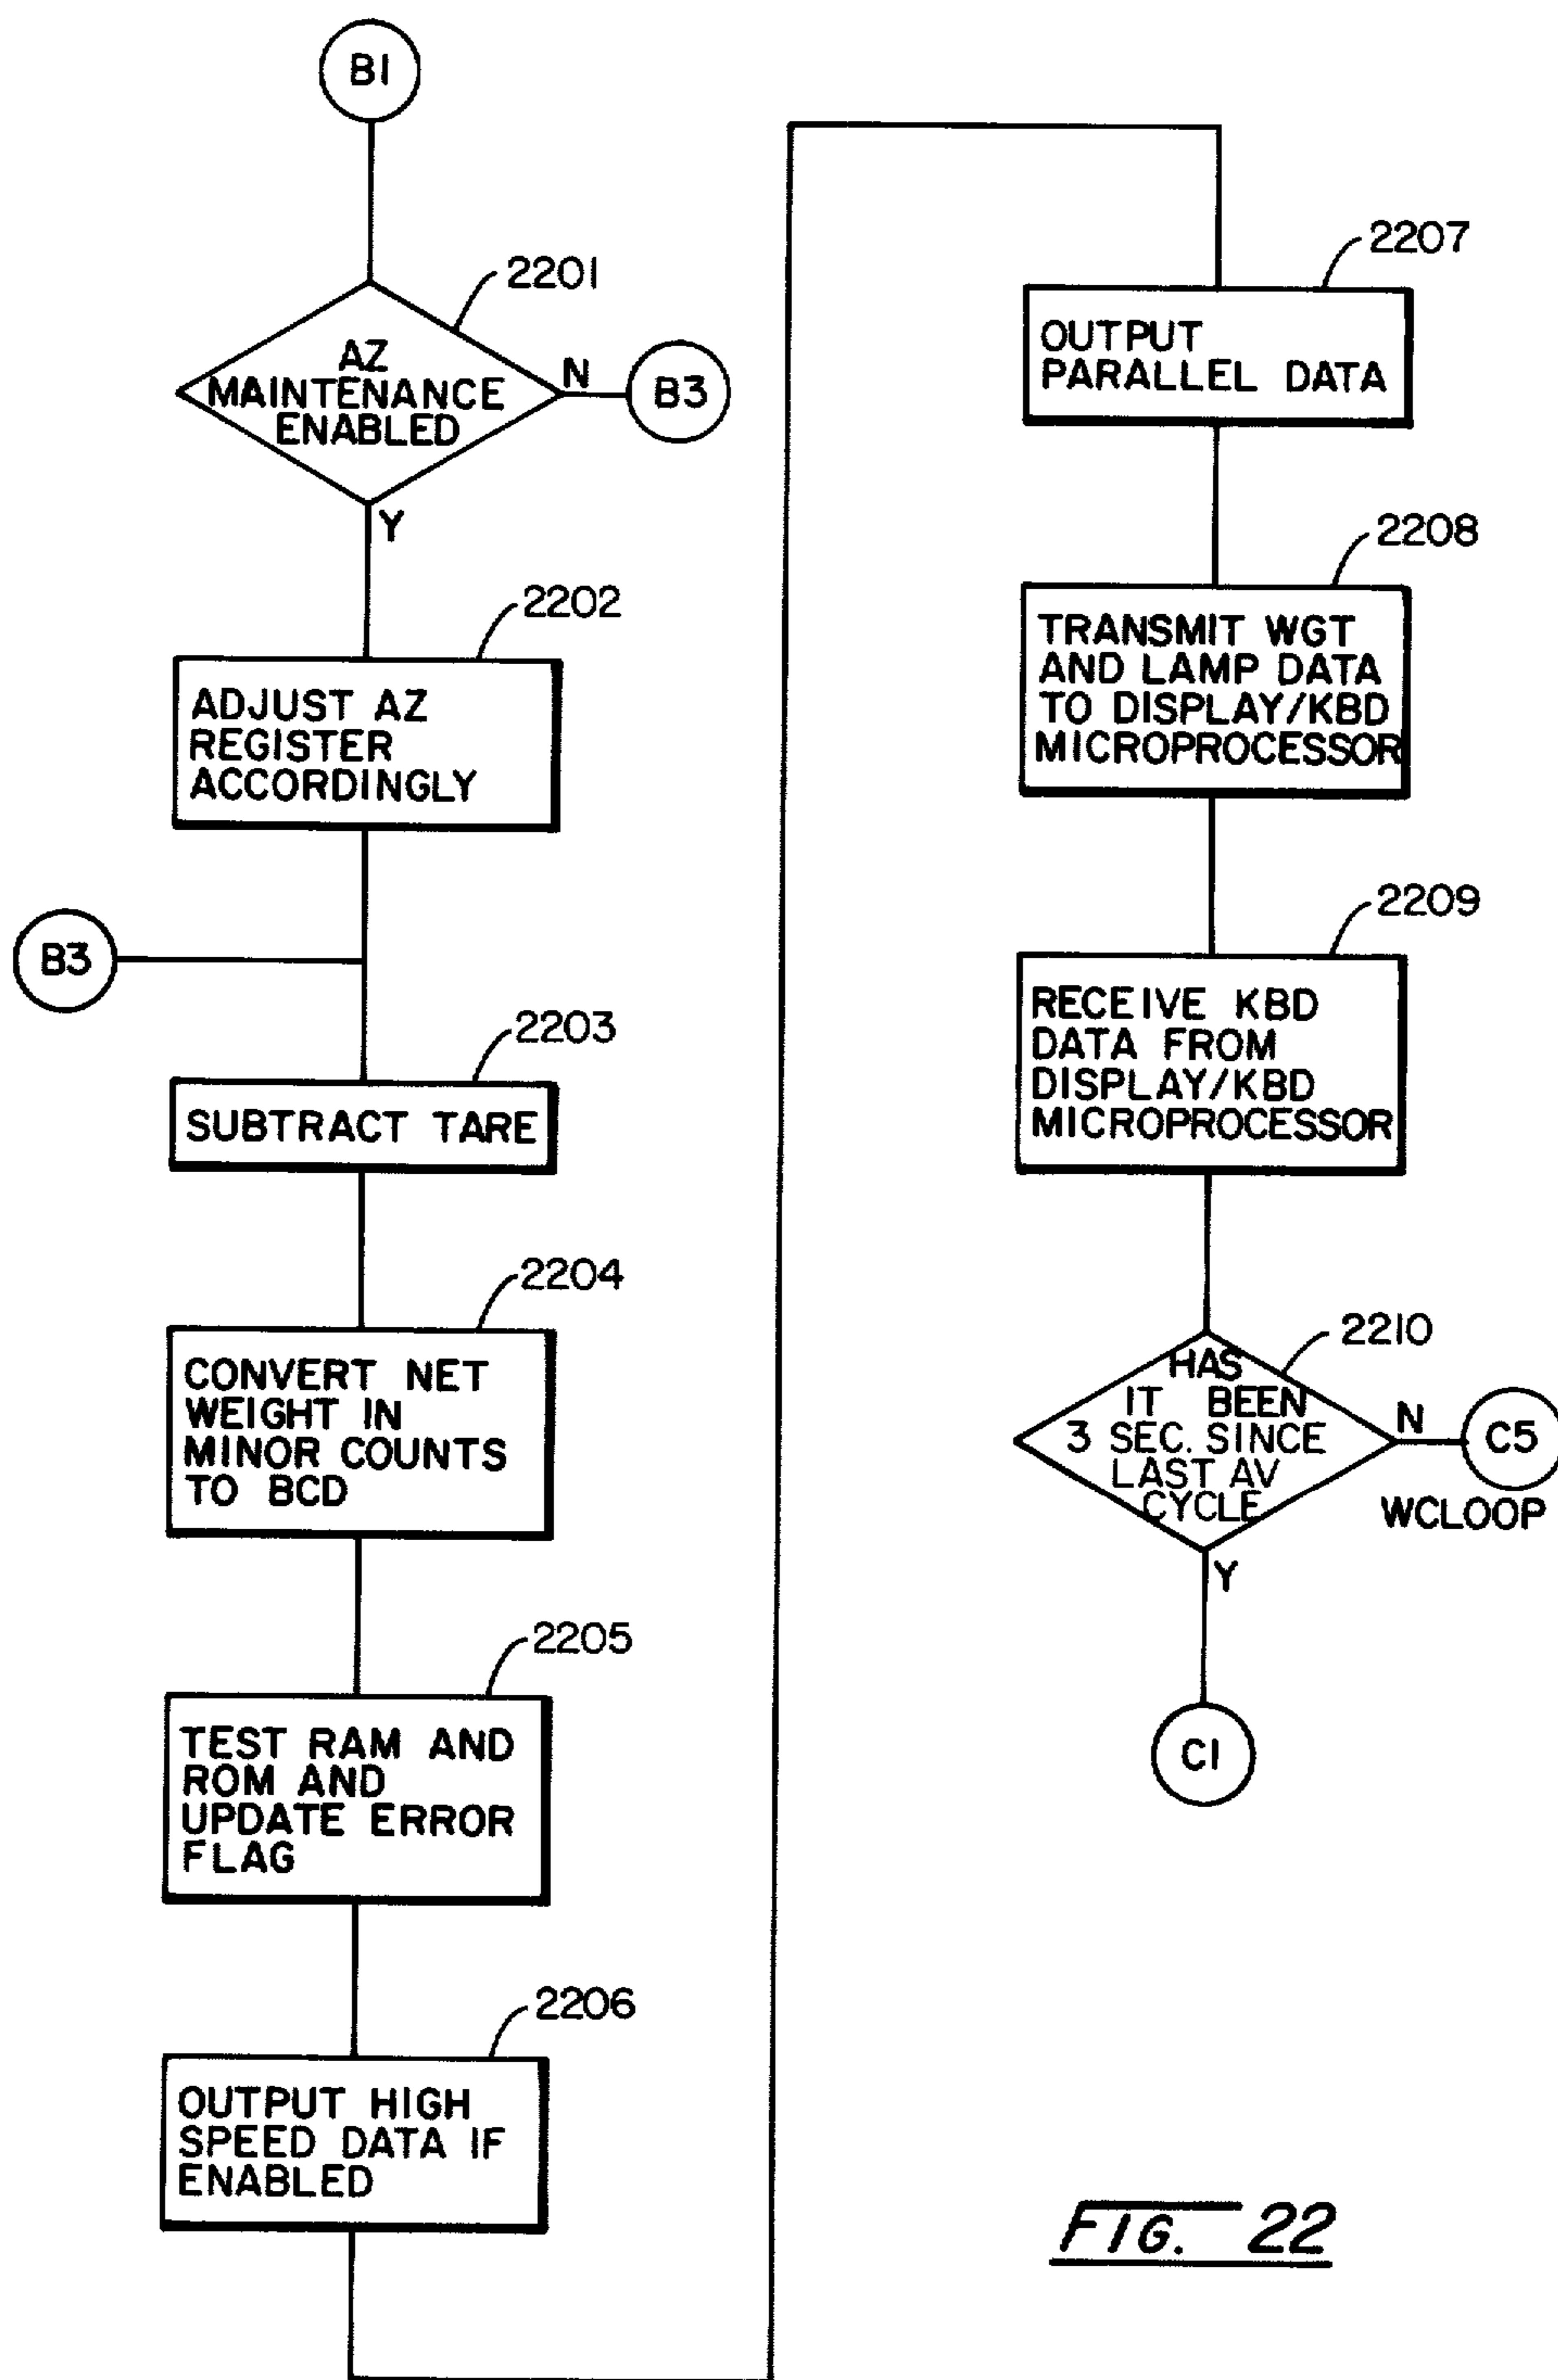 B1
2201
AZ
MAINTENANCE
ENABLED
N
B3
Y
2202
ADJUST AZ
REGISTER
ACCORDINGLY
B3
2203
SUBTRACT TARE
2204
CONVERT NET
WEIGHT IN
MINOR COUNTS
TO BCD
2205
TEST RAM AND
ROM AND
UPDATE ERROR
FLAG
2206
OUTPUT HIGH
SPEED DATA IF
ENABLED
2207
OUTPUT
PARALLEL DATA
2208
TRANSMIT WGT
AND LAMP DATA
TO DISPLAY/KBD
MICROPROCESSOR
2209
RECEIVE KBD
DATA FROM
DISPLAY/KBD
MICROPROCESSOR
2210
HAS
IT BEEN
3 SEC. SINCE
LAST AV
CYCLE
N
C5
WCLOOP
Y
C1
FIG. 22